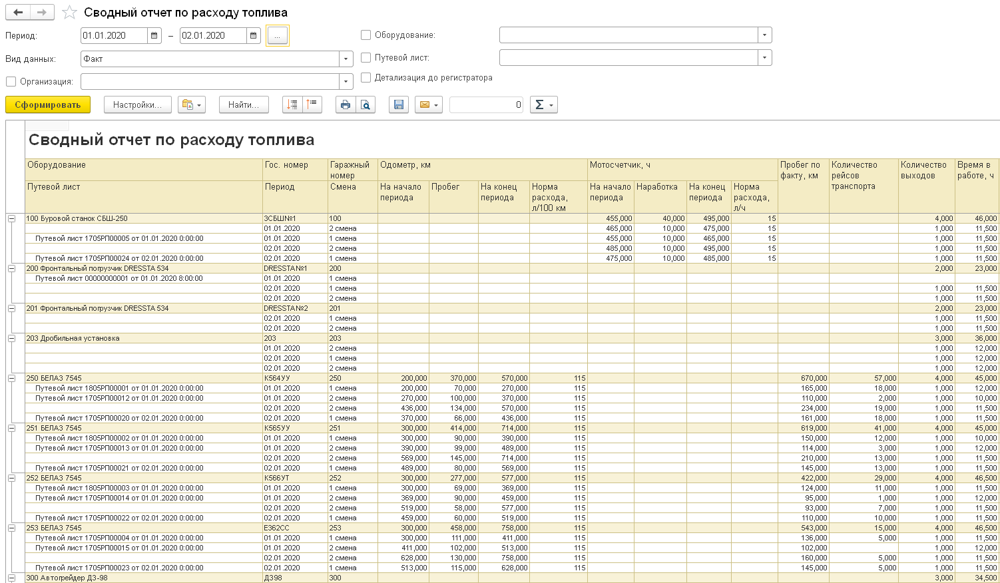 Сводный отчет по расходу топлива
Период: 01.01.2020 – 02.01.2020 ... Оборудование:
Вид данных: Факт Путевой лист:
Организация: Детализация до регистратора
Сформировать Настройки... Найти... 0 Σ
Сводный отчет по расходу топлива
Оборудование Гос. номер Гаражный номер Одометр, км Мотосчетчик, ч Пробег по факту, км Количество рейсов транспорта Количество выходов Время в работе, ч
Путевой лист Период Смена На начало периода Пробег На конец периода Норма расхода, л/100 км На начало периода Наработка На конец периода Норма расхода, л/ч
100 Буровой станок СБШ-250 ЗСБШ№1 100 455,000 40,000 495,000 15 4,000 46,000
01.01.2020 2 смена 465,000 10,000 475,000 15 1,000 11,500
Путевой лист 1705РП00005 от 01.01.2020 0:00:00 01.01.2020 1 смена 455,000 10,000 465,000 15 1,000 11,500
02.01.2020 2 смена 485,000 10,000 495,000 15 1,000 11,500
Путевой лист 1705РП00024 от 02.01.2020 0:00:00 02.01.2020 1 смена 475,000 10,000 485,000 15 1,000 11,500
200 Фронтальный погрузчик DRESSTA 534 DRESSTA№1 200 2,000 23,000
Путевой лист 00000000001 от 01.01.2020 8:00:00 01.01.2020 1 смена
02.01.2020 1 смена 1,000 11,500
02.01.2020 2 смена 1,000 11,500
201 Фронтальный погрузчик DRESSTA 534 DRESSTA№2 201 2,000 23,000
02.01.2020 1 смена 1,000 11,500
02.01.2020 2 смена 1,000 11,500
203 Дробильная установка 203 203 3,000 36,000
01.01.2020 2 смена 1,000 12,000
02.01.2020 1 смена 1,000 12,000
02.01.2020 2 смена 1,000 12,000
250 БЕЛАЗ 7545 К564УУ 250 200,000 370,000 570,000 115 670,000 57,000 4,000 45,000
Путевой лист 1805РП00001 от 01.01.2020 0:00:00 01.01.2020 1 смена 200,000 70,000 270,000 115 165,000 18,000 1,000 12,000
Путевой лист 1705РП00012 от 01.01.2020 0:00:00 01.01.2020 2 смена 270,000 100,000 370,000 115 110,000 2,000 1,000 10,000
02.01.2020 2 смена 436,000 134,000 570,000 115 234,000 19,000 1,000 11,500
Путевой лист 1705РП00020 от 02.01.2020 0:00:00 02.01.2020 1 смена 370,000 66,000 436,000 115 161,000 18,000 1,000 11,500
251 БЕЛАЗ 7545 К565УУ 251 300,000 414,000 714,000 115 619,000 41,000 4,000 45,000
Путевой лист 1805РП00002 от 01.01.2020 0:00:00 01.01.2020 1 смена 300,000 90,000 390,000 115 150,000 12,000 1,000 10,000
Путевой лист 1705РП00013 от 01.01.2020 0:00:00 01.01.2020 2 смена 390,000 99,000 489,000 115 114,000 3,000 1,000 12,000
02.01.2020 2 смена 569,000 145,000 714,000 115 210,000 13,000 1,000 11,500
Путевой лист 1705РП00021 от 02.01.2020 0:00:00 02.01.2020 1 смена 489,000 80,000 569,000 115 145,000 13,000 1,000 11,500
252 БЕЛАЗ 7545 К566УТ 252 300,000 277,000 577,000 115 422,000 29,000 4,000 46,500
Путевой лист 1805РП00003 от 01.01.2020 0:00:00 01.01.2020 1 смена 300,000 69,000 369,000 115 124,000 11,000 1,000 11,500
Путевой лист 1705РП00014 от 01.01.2020 0:00:00 01.01.2020 2 смена 369,000 90,000 459,000 115 95,000 1,000 1,000 12,000
02.01.2020 2 смена 519,000 58,000 577,000 115 93,000 7,000 1,000 11,500
Путевой лист 1705РП00022 от 02.01.2020 0:00:00 02.01.2020 1 смена 459,000 60,000 519,000 115 110,000 10,000 1,000 11,500
253 БЕЛАЗ 7545 Е362СС 253 300,000 458,000 758,000 115 543,000 15,000 4,000 46,500
Путевой лист 1705РП00004 от 01.01.2020 0:00:00 01.01.2020 1 смена 300,000 111,000 411,000 115 136,000 5,000 1,000 11,500
Путевой лист 1705РП00015 от 01.01.2020 0:00:00 01.01.2020 2 смена 411,000 102,000 513,000 115 102,000 1,000 12,000
02.01.2020 2 смена 628,000 130,000 758,000 115 160,000 5,000 1,000 11,500
Путевой лист 1705РП00023 от 02.01.2020 0:00:00 02.01.2020 1 смена 513,000 115,000 628,000 115 145,000 5,000 1,000 11,500
300 Автогрейдер ДЗ-98 ДЗ98 300 3,000 34,500